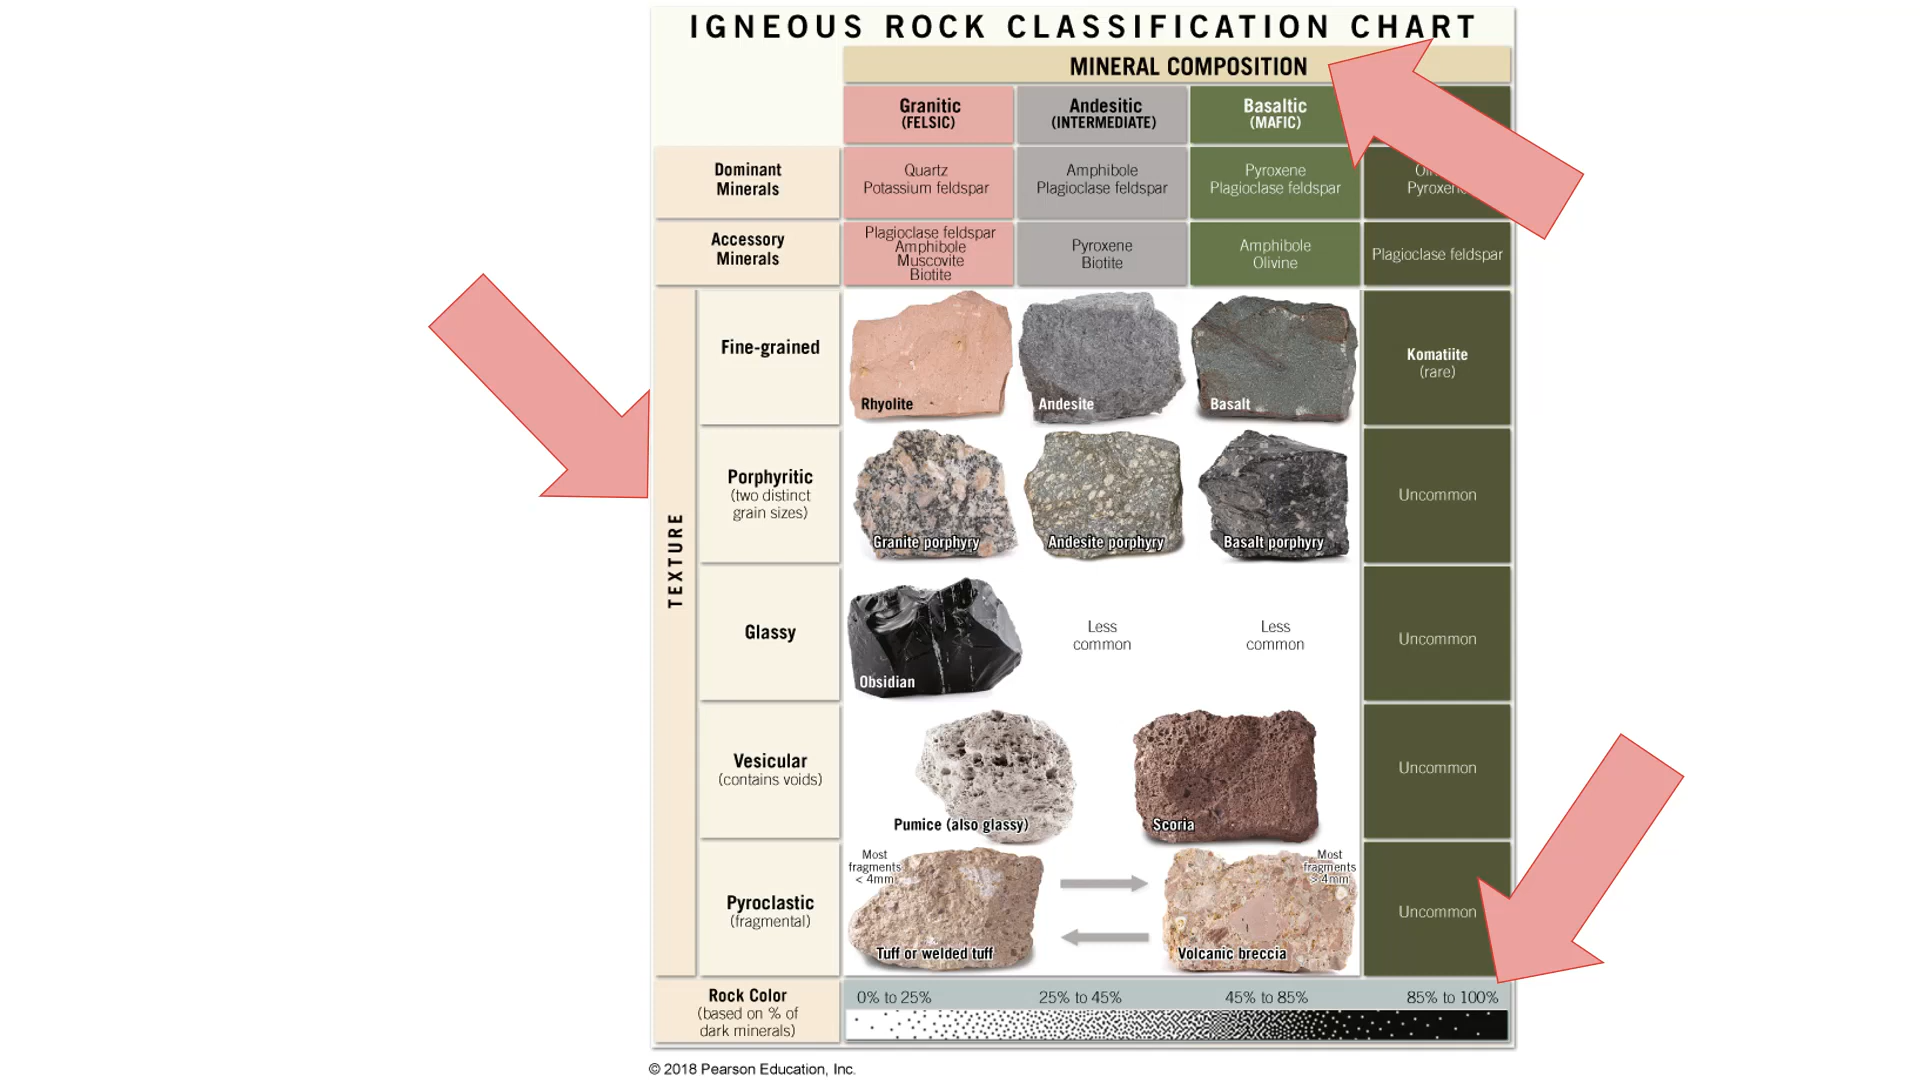 IGNEOUS ROCK CLASSIFICATION CHART
MINERAL COMPOSITION
Granitic
(FELSIC)
Andesitic
(INTERMEDIATE)
Basaltic
(MAFIC)
Dominant
Minerals
Quartz
Potassium feldspar
Amphibole
Plagioclase feldspar
Pyroxene
Plagioclase feldspar
Accessory
Minerals
Plagioclase feldspar
Amphibole
Muscovite
Biotite
Pyroxene
Biotite
Amphibole
Olivine
Plagioclase feldspar
TEXTURE
Fine-grained
Rhyolite
Andesite
Basalt
Komatiite
(rare)
Porphyritic
(two distinct
grain sizes)
Granite porphyry
Andesite porphyry
Basalt porphyry
Uncommon
Glassy
Obsidian
Less
common
Less
common
Uncommon
Vesicular
(contains voids)
Pumice (also glassy)
Scoria
Uncommon
Pyroclastic
(fragmental)
Most
fragments
< 4mm
Tuff or welded tuff
Most
fragments
> 4mm
Volcanic breccia
Uncommon
Rock Color
(based on % of
dark minerals)
0% to 25%
25% to 45%
45% to 85%
85% to 100%
© 2018 Pearson Education, Inc.